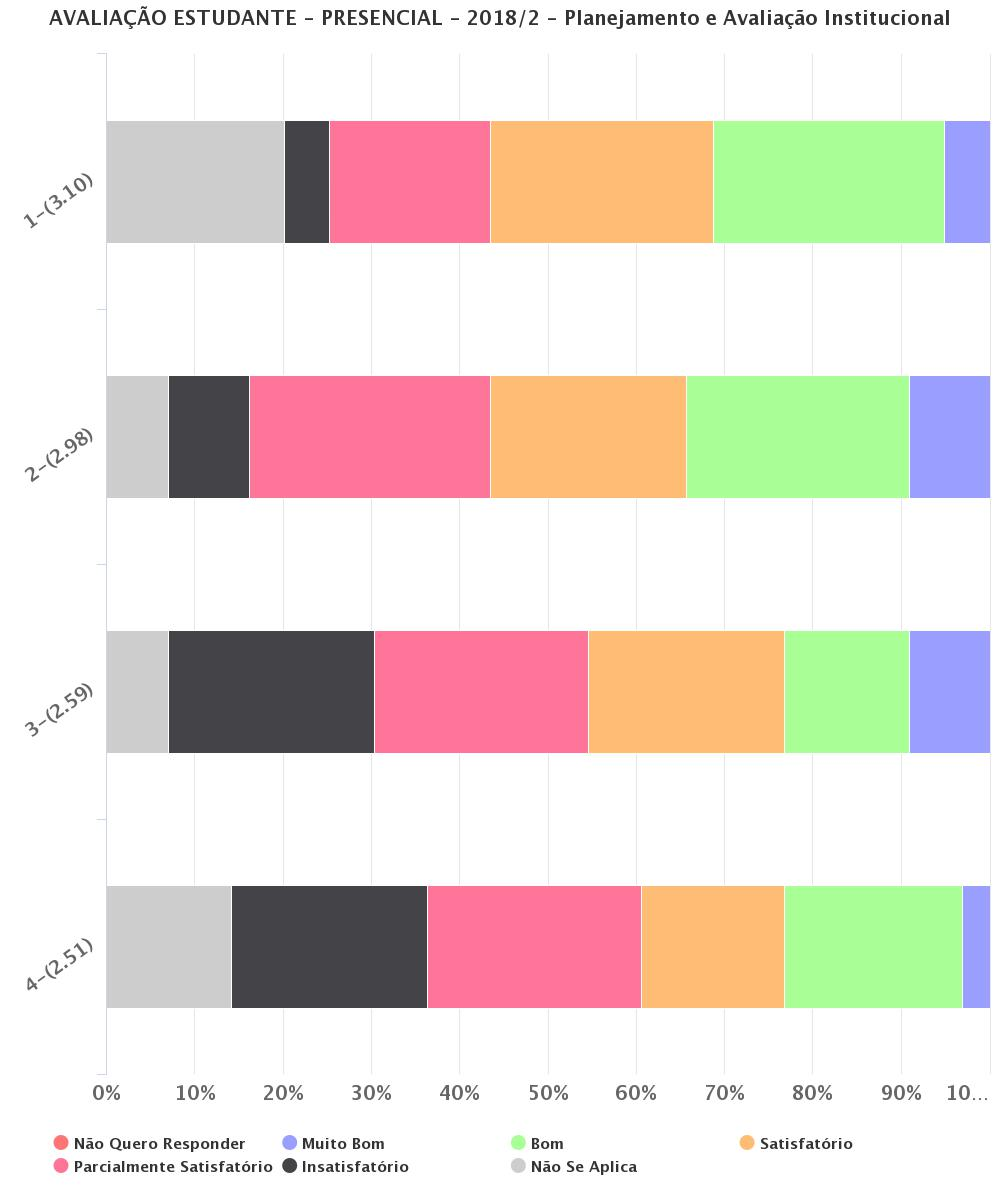 AVALIAÇÃO ESTUDANTE – PRESENCIAL – 2018/2 – Planejamento e Avaliação Institucional
1–(3.10)
2–(2.98)
3–(2.59)
4–(2.51)
0% 10% 20% 30% 40% 50% 60% 70% 80% 90% 10...
Não Quero Responder Muito Bom Bom Satisfatório
Parcialmente Satisfatório Insatisfatório Não Se Aplica